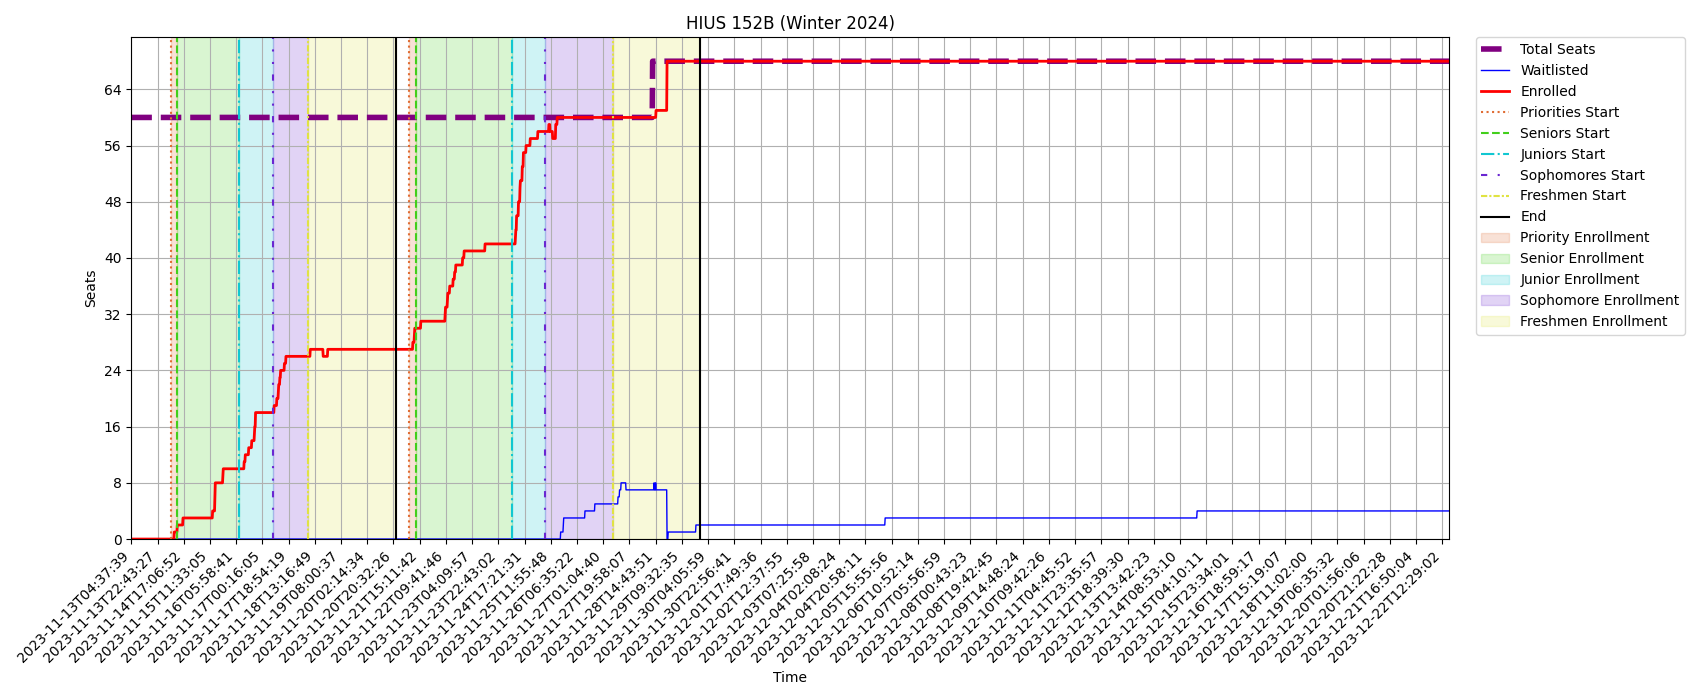 HIUS 152B (Winter 2024)
Total Seats
Waitlisted
Enrolled
Priorities Start
Seniors Start
Juniors Start
Sophomores Start
Freshmen Start
End
Priority Enrollment
Senior Enrollment
Junior Enrollment
Sophomore Enrollment
Freshmen Enrollment
Seats
64
56
48
40
32
24
16
8
0
2023-11-13T04:37:39
2023-11-13T22:43:27
2023-11-14T17:06:52
2023-11-15T11:33:05
2023-11-16T05:58:41
2023-11-17T00:16:05
2023-11-17T18:54:19
2023-11-18T13:16:49
2023-11-19T08:00:37
2023-11-20T02:14:34
2023-11-20T20:32:26
2023-11-21T15:11:42
2023-11-22T09:41:46
2023-11-23T04:09:57
2023-11-23T22:43:02
2023-11-24T17:21:31
2023-11-25T11:55:48
2023-11-26T06:35:22
2023-11-27T01:04:40
2023-11-27T19:58:07
2023-11-28T14:43:51
2023-11-29T09:32:35
2023-11-30T04:05:59
2023-11-30T22:56:41
2023-12-01T17:49:36
2023-12-02T12:37:55
2023-12-03T07:25:58
2023-12-04T02:08:24
2023-12-04T20:58:11
2023-12-05T15:55:56
2023-12-06T10:52:14
2023-12-07T05:56:59
2023-12-08T00:43:23
2023-12-08T19:42:45
2023-12-09T14:48:24
2023-12-10T09:42:26
2023-12-11T04:45:52
2023-12-11T23:35:57
2023-12-12T18:39:30
2023-12-13T13:42:23
2023-12-14T08:53:10
2023-12-15T04:10:11
2023-12-15T23:34:01
2023-12-16T18:59:17
2023-12-17T15:19:07
2023-12-18T11:02:00
2023-12-19T06:35:32
2023-12-20T01:56:06
2023-12-20T21:22:28
2023-12-21T16:50:04
2023-12-22T12:29:02
Time